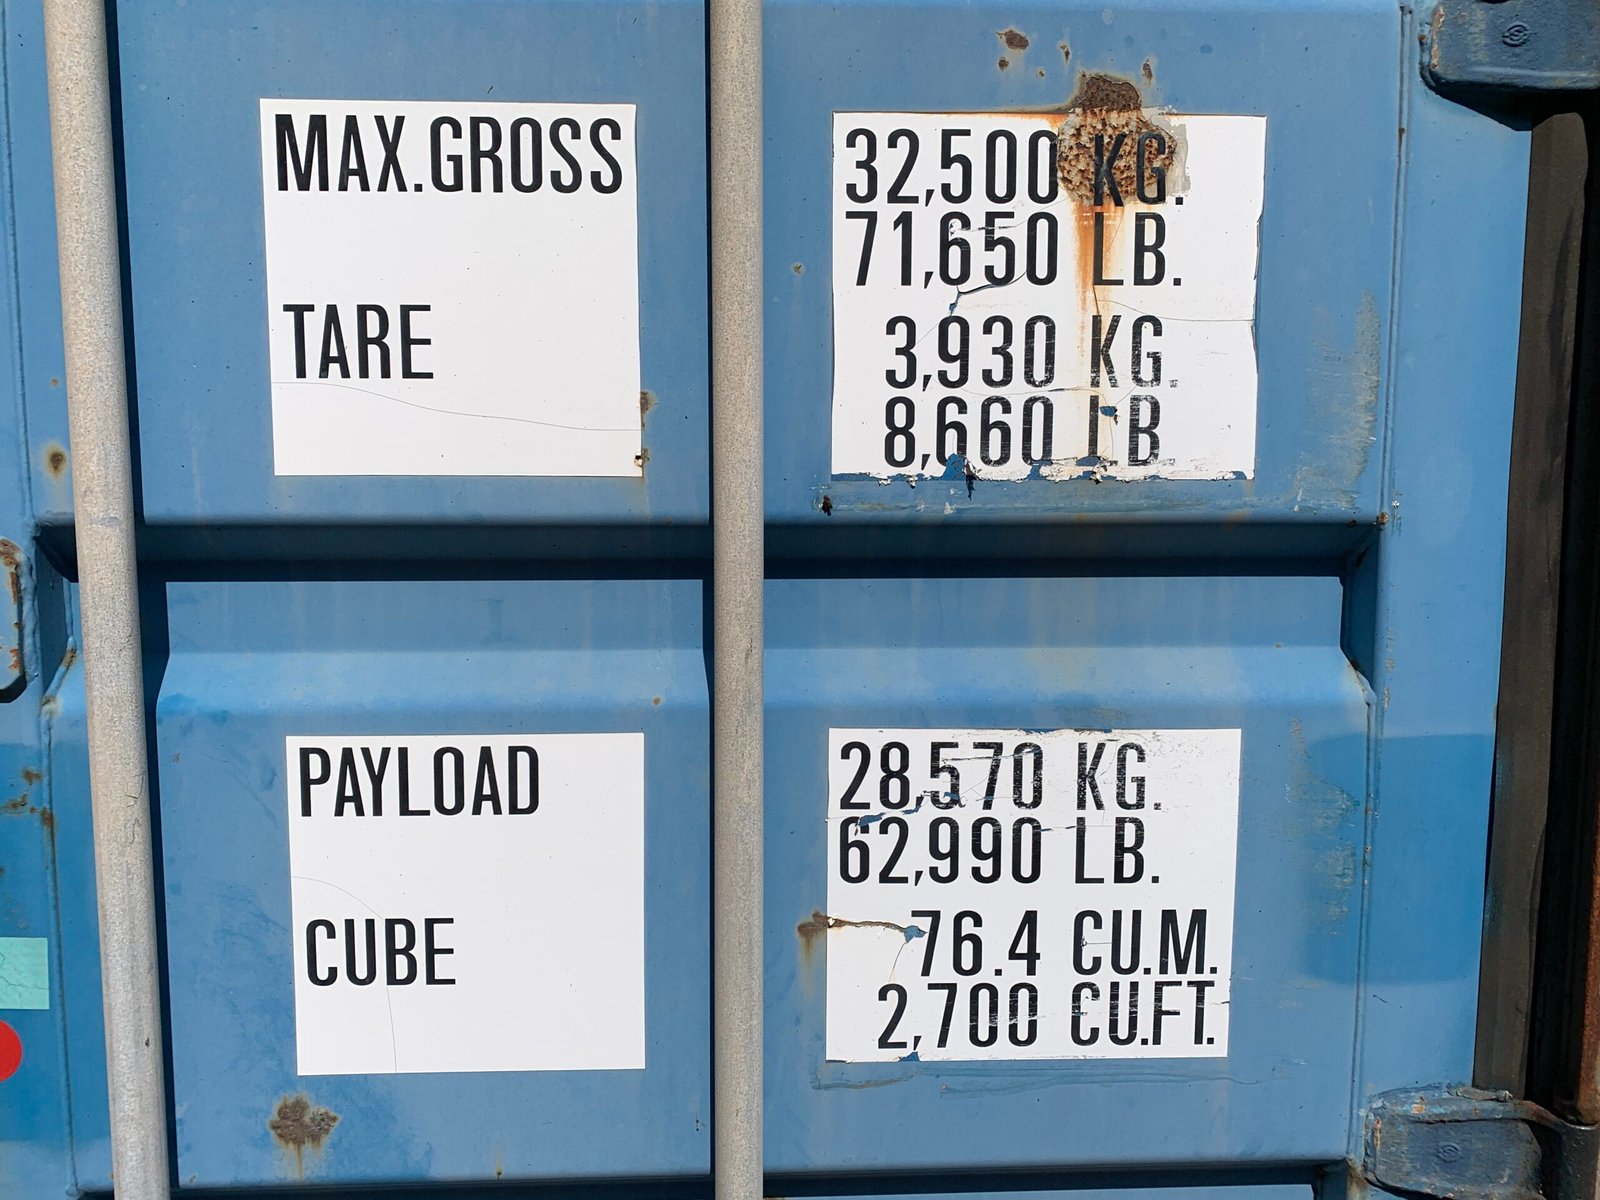 MAX.GROSS 32,500 KG.
71,650 LB.
TARE 3,930 KG.
8,660 LB
PAYLOAD 28,570 KG.
62,990 LB.
CUBE 76.4 CU.M.
2,700 CU.FT.